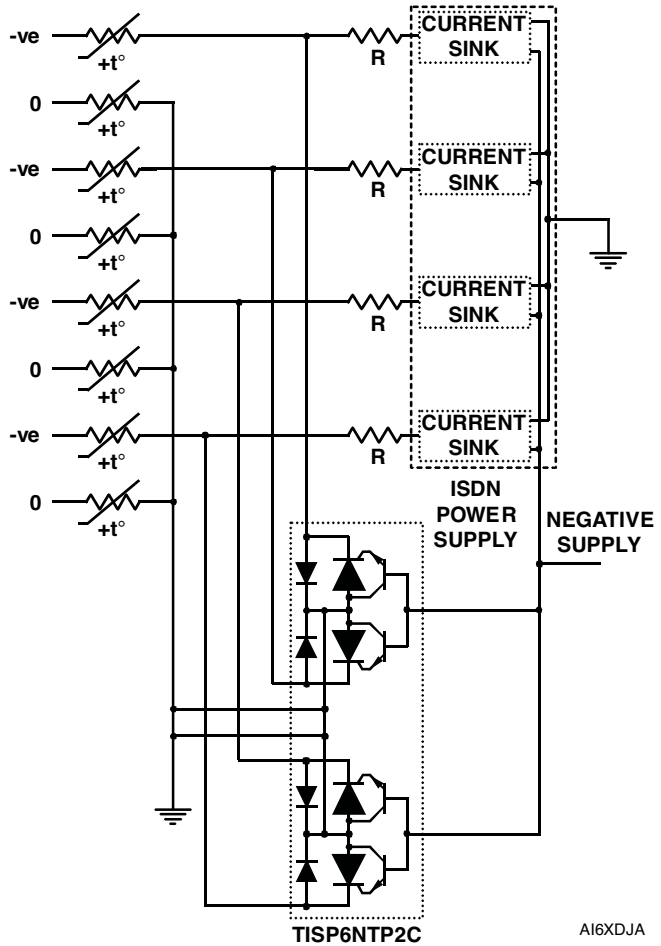 -ve
+t°
R
CURRENT
SINK
0
+t°
-ve
+t°
R
CURRENT
SINK
0
+t°
-ve
+t°
R
CURRENT
SINK
0
+t°
-ve
+t°
R
CURRENT
SINK
0
+t°
ISDN
POWER
SUPPLY
NEGATIVE
SUPPLY
TISP6NTP2C
AI6XDJA